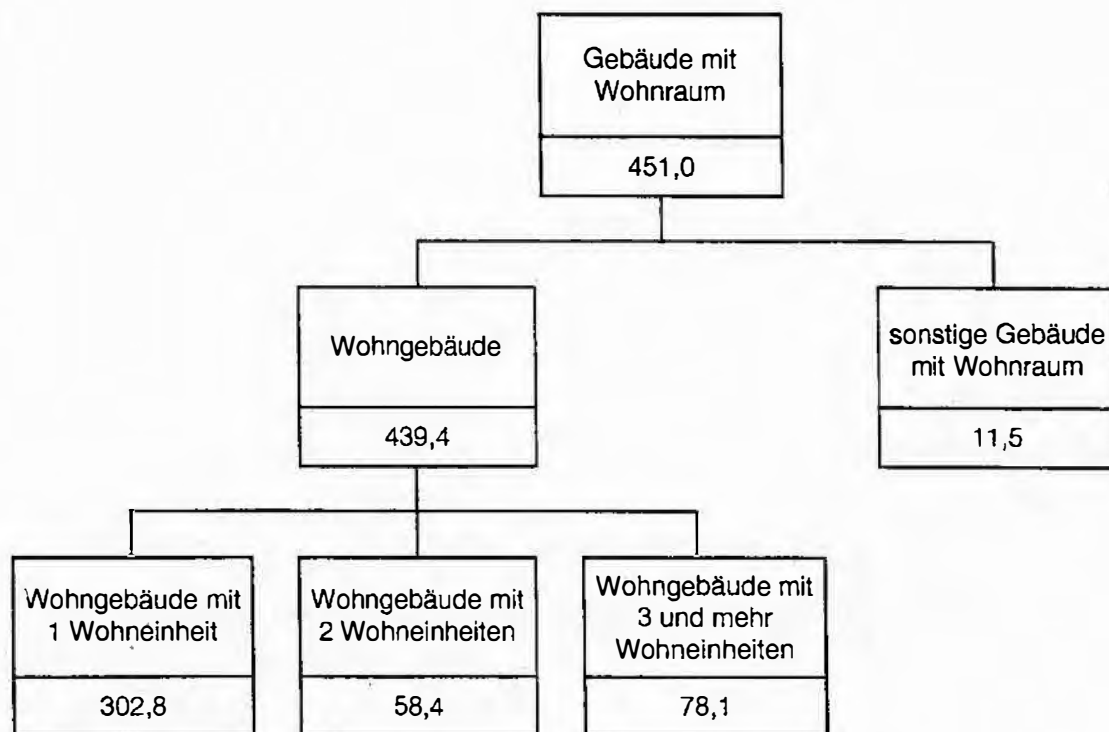 Gebäude mit
Wohnraum
451,0
Wohngebäude
439,4
sonstige Gebäude
mit Wohnraum
11,5
Wohngebäude mit
1 Wohneinheit
302,8
Wohngebäude mit
2 Wohneinheiten
58,4
Wohngebäude mit
3 und mehr
Wohneinheiten
78,1